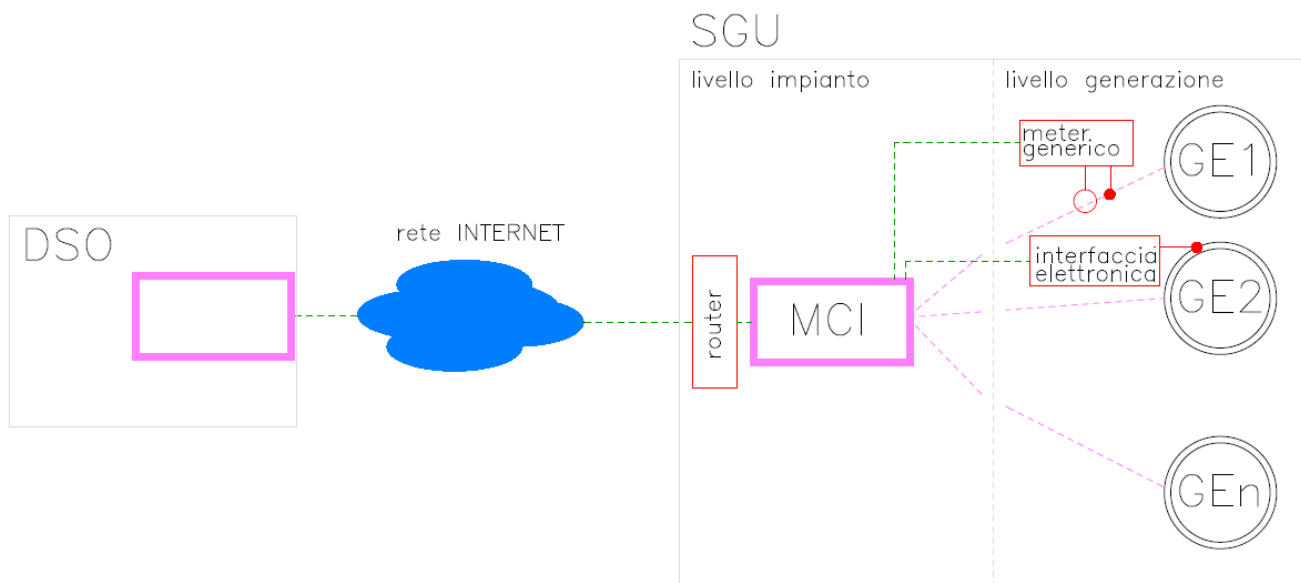 SGU
livello impianto
livello generazione
meter.
generico
GE1
DSO
rete INTERNET
interfaccia
elettronica
GE2
router
MCI
GEn